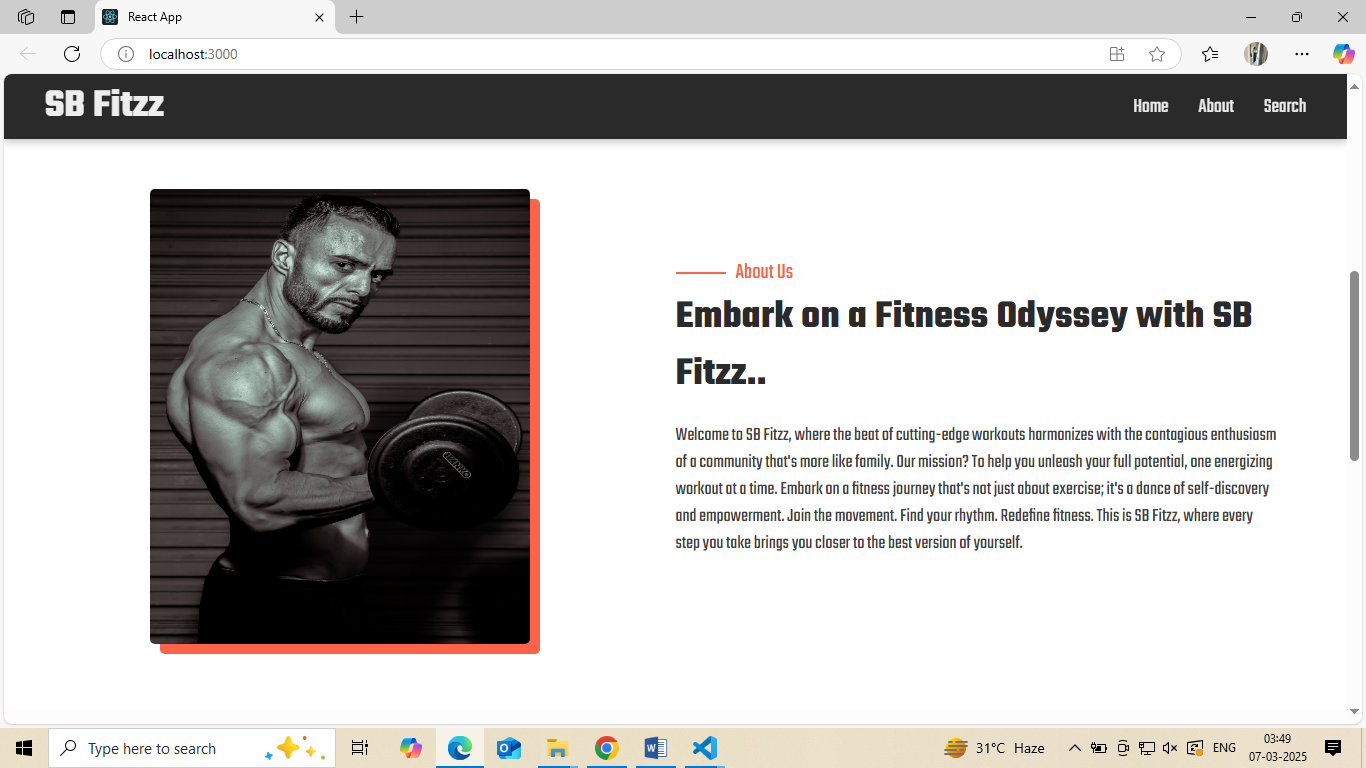 React App
localhost:3000
SB Fitzz
Home About Search
About Us
Embark on a Fitness Odyssey with SB
Fitzz..
Welcome to SB Fitzz, where the beat of cutting-edge workouts harmonizes with the contagious enthusiasm
of a community that's more like family. Our mission? To help you unleash your full potential, one energizing
workout at a time. Embark on a fitness journey that's not just about exercise; it's a dance of self-discovery
and empowerment. Join the movement. Find your rhythm. Redefine fitness. This is SB Fitzz, where every
step you take brings you closer to the best version of yourself.
Type here to search
31°C Haze
ENG
03:49
07-03-2025